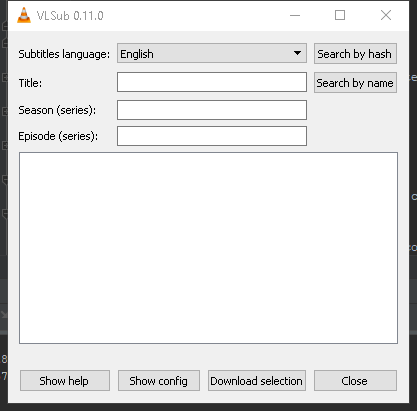 VLSub 0.11.0
Subtitles language: English Search by hash
Title: Search by name
Season (series):
Episode (series):
Show help Show config Download selection Close